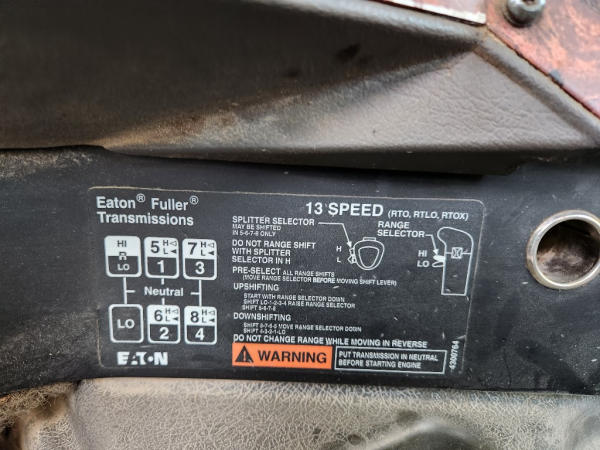 Eaton® Fuller®
Transmissions
HI
R
LO
5 H
L
1
7 H
L
3
Neutral
LO
6 H
L
2
8 H
L
4
EATON
13 SPEED (RTO, RTLO, RTOX)
SPLITTER SELECTOR
MAY BE SHIFTED
IN 5-6-7-8 ONLY
DO NOT RANGE SHIFT
WITH SPLITTER
SELECTOR IN H
H
L
RANGE
SELECTOR
HI
LO
PRE-SELECT ALL RANGE SHIFTS
(MOVE RANGE SELECTOR BEFORE MOVING SHIFT LEVER)
UPSHIFTING
START WITH RANGE SELECTOR DOWN
SHIFT LO-1-2-3-4 RAISE RANGE SELECTOR
SHIFT 5-6-7-8
DOWNSHIFTING
SHIFT 8-7-6-5 MOVE RANGE SELECTOR DOWN
SHIFT 4-3-2-1-LO
DO NOT CHANGE RANGE WHILE MOVING IN REVERSE
WARNING
PUT TRANSMISSION IN NEUTRAL
BEFORE STARTING ENGINE
4300764